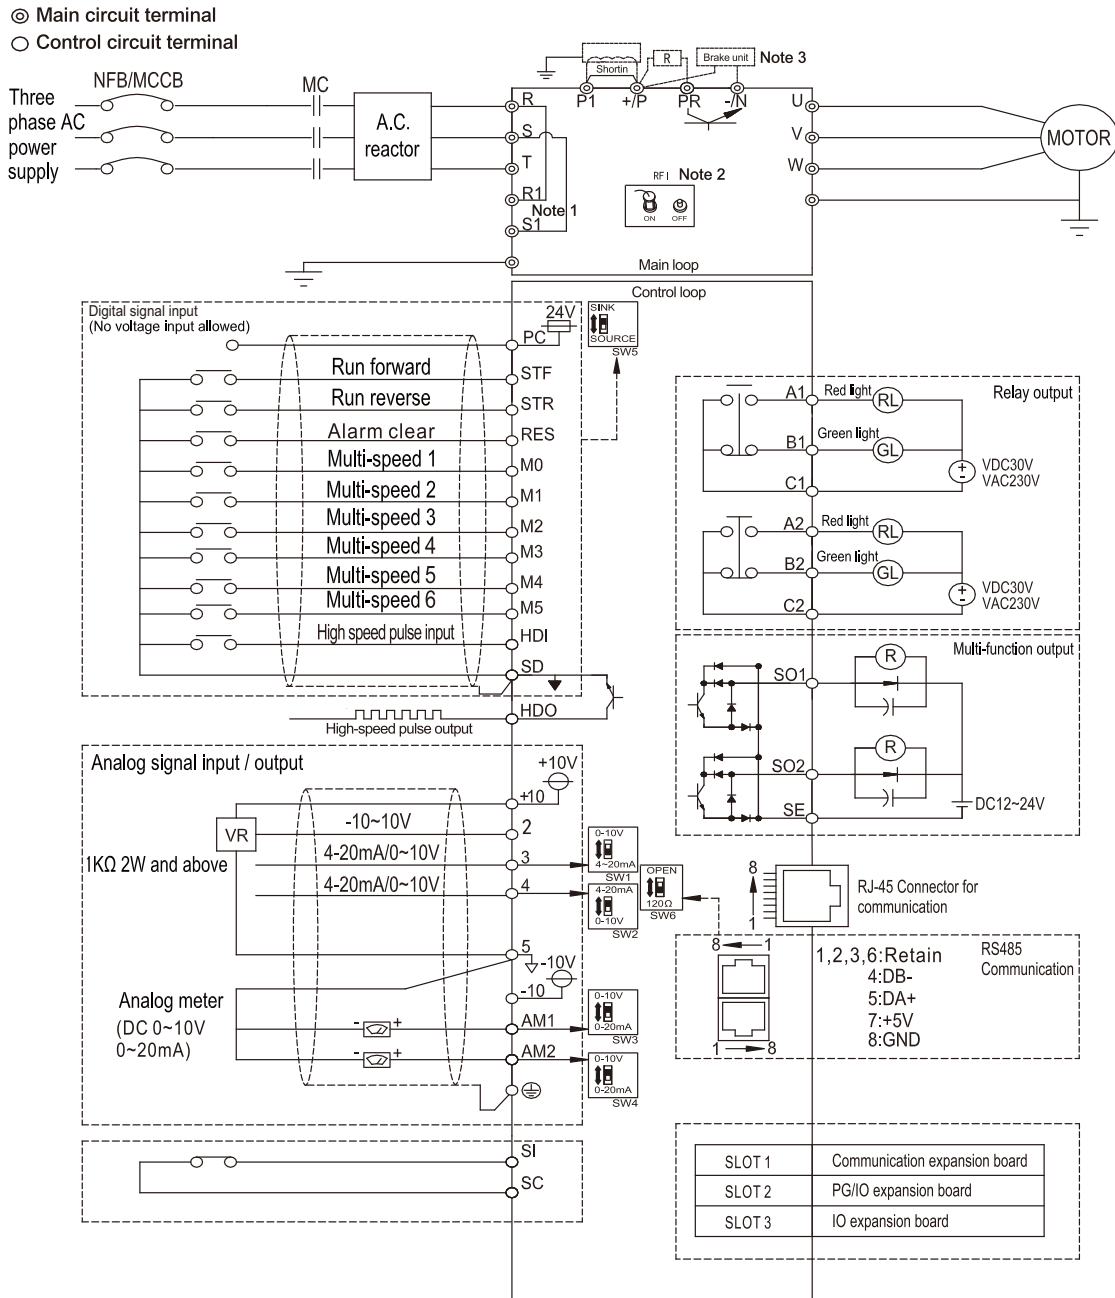 Main circuit terminal
Control circuit terminal
NFB/MCCB
MC
Three
phase AC
power
supply
A.C.
reactor
Shortin
R
Brake unit
Note 3
P1
+/P
PR
-/N
R
S
T
R1
Note 1
S1
RFI
Note 2
ON
OFF
U
V
W
MOTOR
Main loop
Control loop
Digital signal input
(No voltage input allowed)
24V
PC
SINK
SOURCE
SW5
Run forward
STF
Run reverse
STR
Alarm clear
RES
Multi-speed 1
M0
Multi-speed 2
M1
Multi-speed 3
M2
Multi-speed 4
M3
Multi-speed 5
M4
Multi-speed 6
M5
High speed pulse input
HDI
SD
HDO
High-speed pulse output
Relay output
A1
Red light
RL
B1
Green light
GL
C1
VDC30V
VAC230V
A2
Red light
RL
B2
Green light
GL
C2
VDC30V
VAC230V
Multi-function output
R
SO1
R
SO2
SE
DC12~24V
Analog signal input / output
+10V
+10
VR
-10~10V
2
1KΩ 2W and above
4-20mA/0~10V
3
4-20mA/0~10V
4
0-10V
4~20mA
SW1
4-20mA
0-10V
SW2
OPEN
120Ω
SW6
5
-10V
-10
Analog meter
(DC 0~10V
0~20mA)
- +
AM1
- +
AM2
0-10V
0-20mA
SW3
0-10V
0-20mA
SW4
8
1
RJ-45 Connector for
communication
8
1
1
8
1,2,3,6:Retain
4:DB-
5:DA+
7:+5V
8:GND
RS485
Communication
SI
SC
SLOT 1 Communication expansion board
SLOT 2 PG/IO expansion board
SLOT 3 IO expansion board